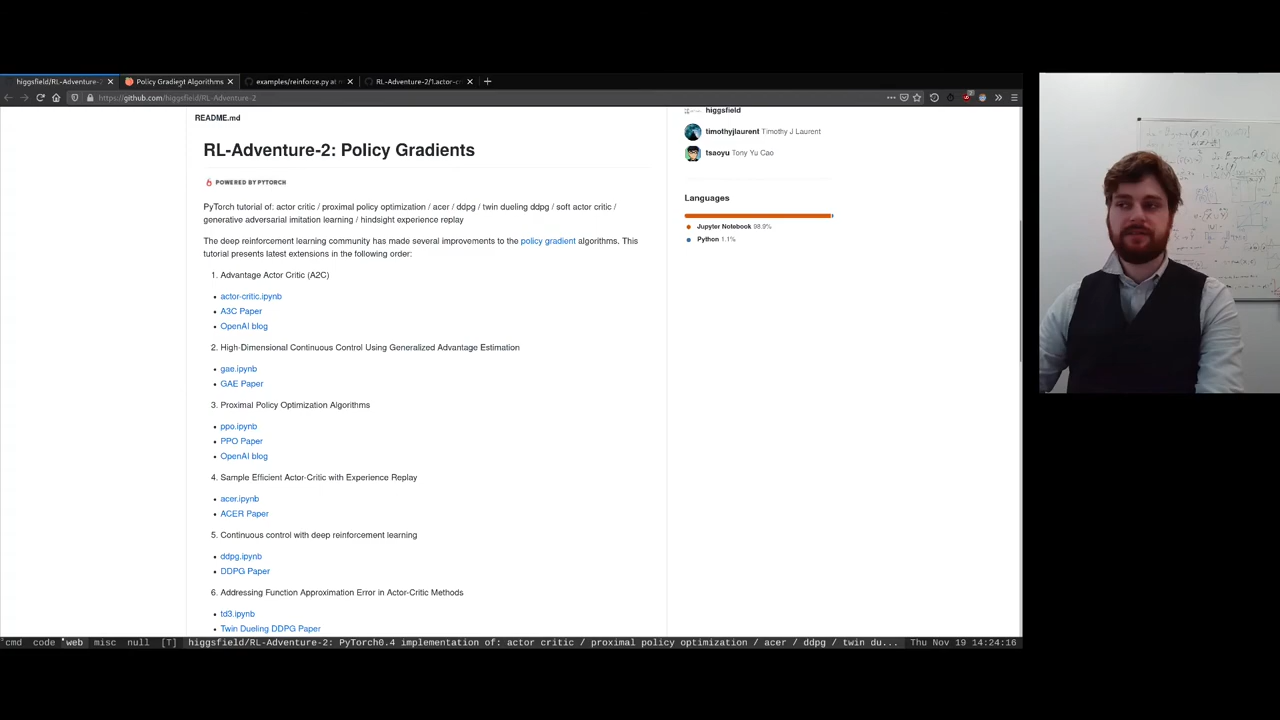 higgsfield/RL-Adventure-2
Policy Gradient Algorithms
examples/reinforce.py at
RL-Adventure-2/1.actor-cr
https://github.com/higgsfield/RL-Adventure-2
README.md
RL-Adventure-2: Policy Gradients
POWERED BY PYTORCH
PyTorch tutorial of: actor critic / proximal policy optimization / acer / ddpg / twin dueling ddpg / soft actor critic /
generative adversarial imitation learning / hindsight experience replay
The deep reinforcement learning community has made several improvements to the policy gradient algorithms. This
tutorial presents latest extensions in the following order:
1. Advantage Actor Critic (A2C)
• actor-critic.ipynb
• A3C Paper
• OpenAI blog
2. High-Dimensional Continuous Control Using Generalized Advantage Estimation
• gae.ipynb
• GAE Paper
3. Proximal Policy Optimization Algorithms
• ppo.ipynb
• PPO Paper
• OpenAI blog
4. Sample Efficient Actor-Critic with Experience Replay
• acer.ipynb
• ACER Paper
5. Continuous control with deep reinforcement learning
• ddpg.ipynb
• DDPG Paper
6. Addressing Function Approximation Error in Actor-Critic Methods
• td3.ipynb
• Twin Dueling DDPG Paper
higgsfield
timothyjlaurent Timothy J Laurent
tsaoyu Tony Yu Cao
Languages
Jupyter Notebook 98.9%
Python 1.1%
cmd code web misc null [T] higgsfield/RL-Adventure-2: PyTorch0.4 implementation of: actor critic / proximal policy optimization / acer / ddpg / twin du... Thu Nov 19 14:24:16